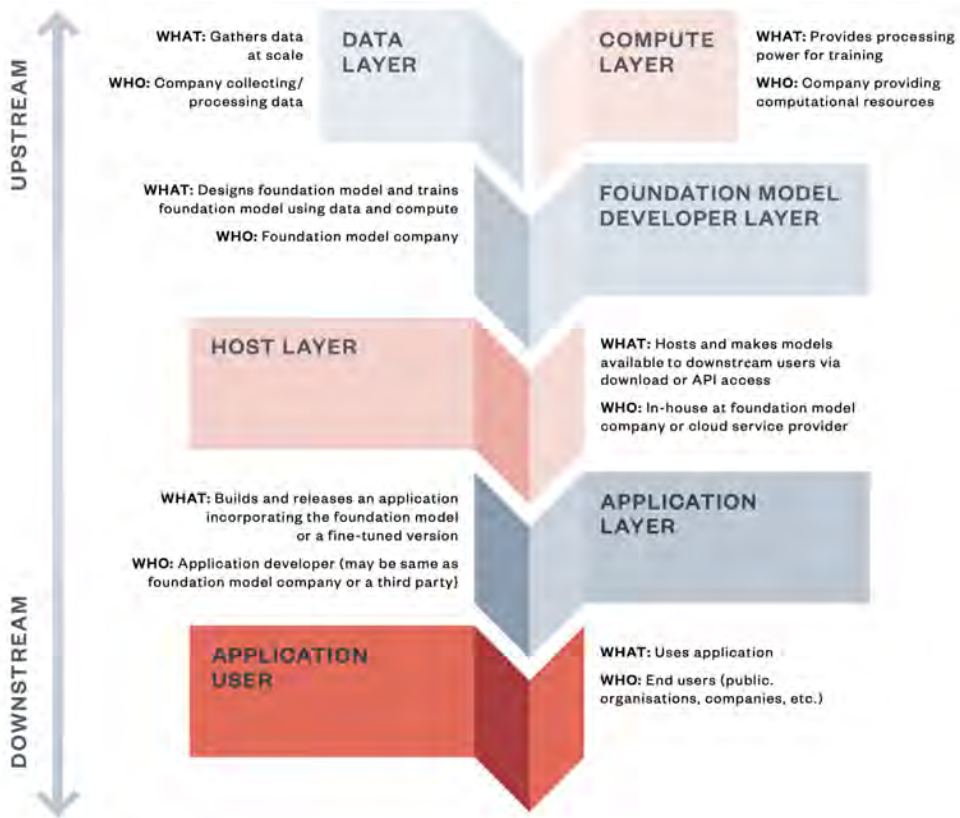 UPSTREAM
DOWNSTREAM
WHAT: Gathers data
at scale
WHO: Company collecting/
processing data
DATA
LAYER
COMPUTE
LAYER
WHAT: Provides processing
power for training
WHO: Company providing
computational resources
WHAT: Designs foundation model and trains
foundation model using data and compute
WHO: Foundation model company
FOUNDATION MODEL
DEVELOPER LAYER
HOST LAYER
WHAT: Hosts and makes models
available to downstream users via
download or API access
WHO: In-house at foundation model
company or cloud service provider
WHAT: Builds and releases an application
incorporating the foundation model
or a fine-tuned version
WHO: Application developer (may be same as
foundation model company or a third party)
APPLICATION
LAYER
APPLICATION
USER
WHAT: Uses application
WHO: End users (public.
organisations, companies, etc.)